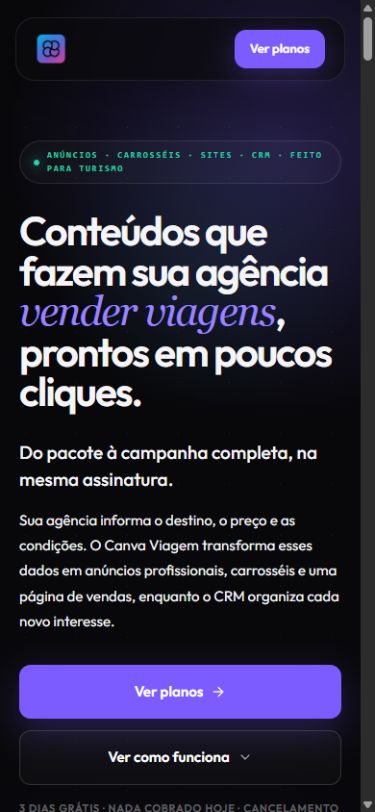 Ver planos
ANÚNCIOS · CARROSSÉIS · SITES · CRM · FEITO
PARA TURISMO
Conteúdos que
fazem sua agência
vender viagens,
prontos em poucos
cliques.
Do pacote à campanha completa, na
mesma assinatura.
Sua agência informa o destino, o preço e as
condições. O Canva Viagem transforma esses
dados em anúncios profissionais, carrosséis e uma
página de vendas, enquanto o CRM organiza cada
novo interesse.
Ver planos →
Ver como funciona
3 DIAS GRÁTIS · NADA COBRADO HOJE · CANCELAMENTO